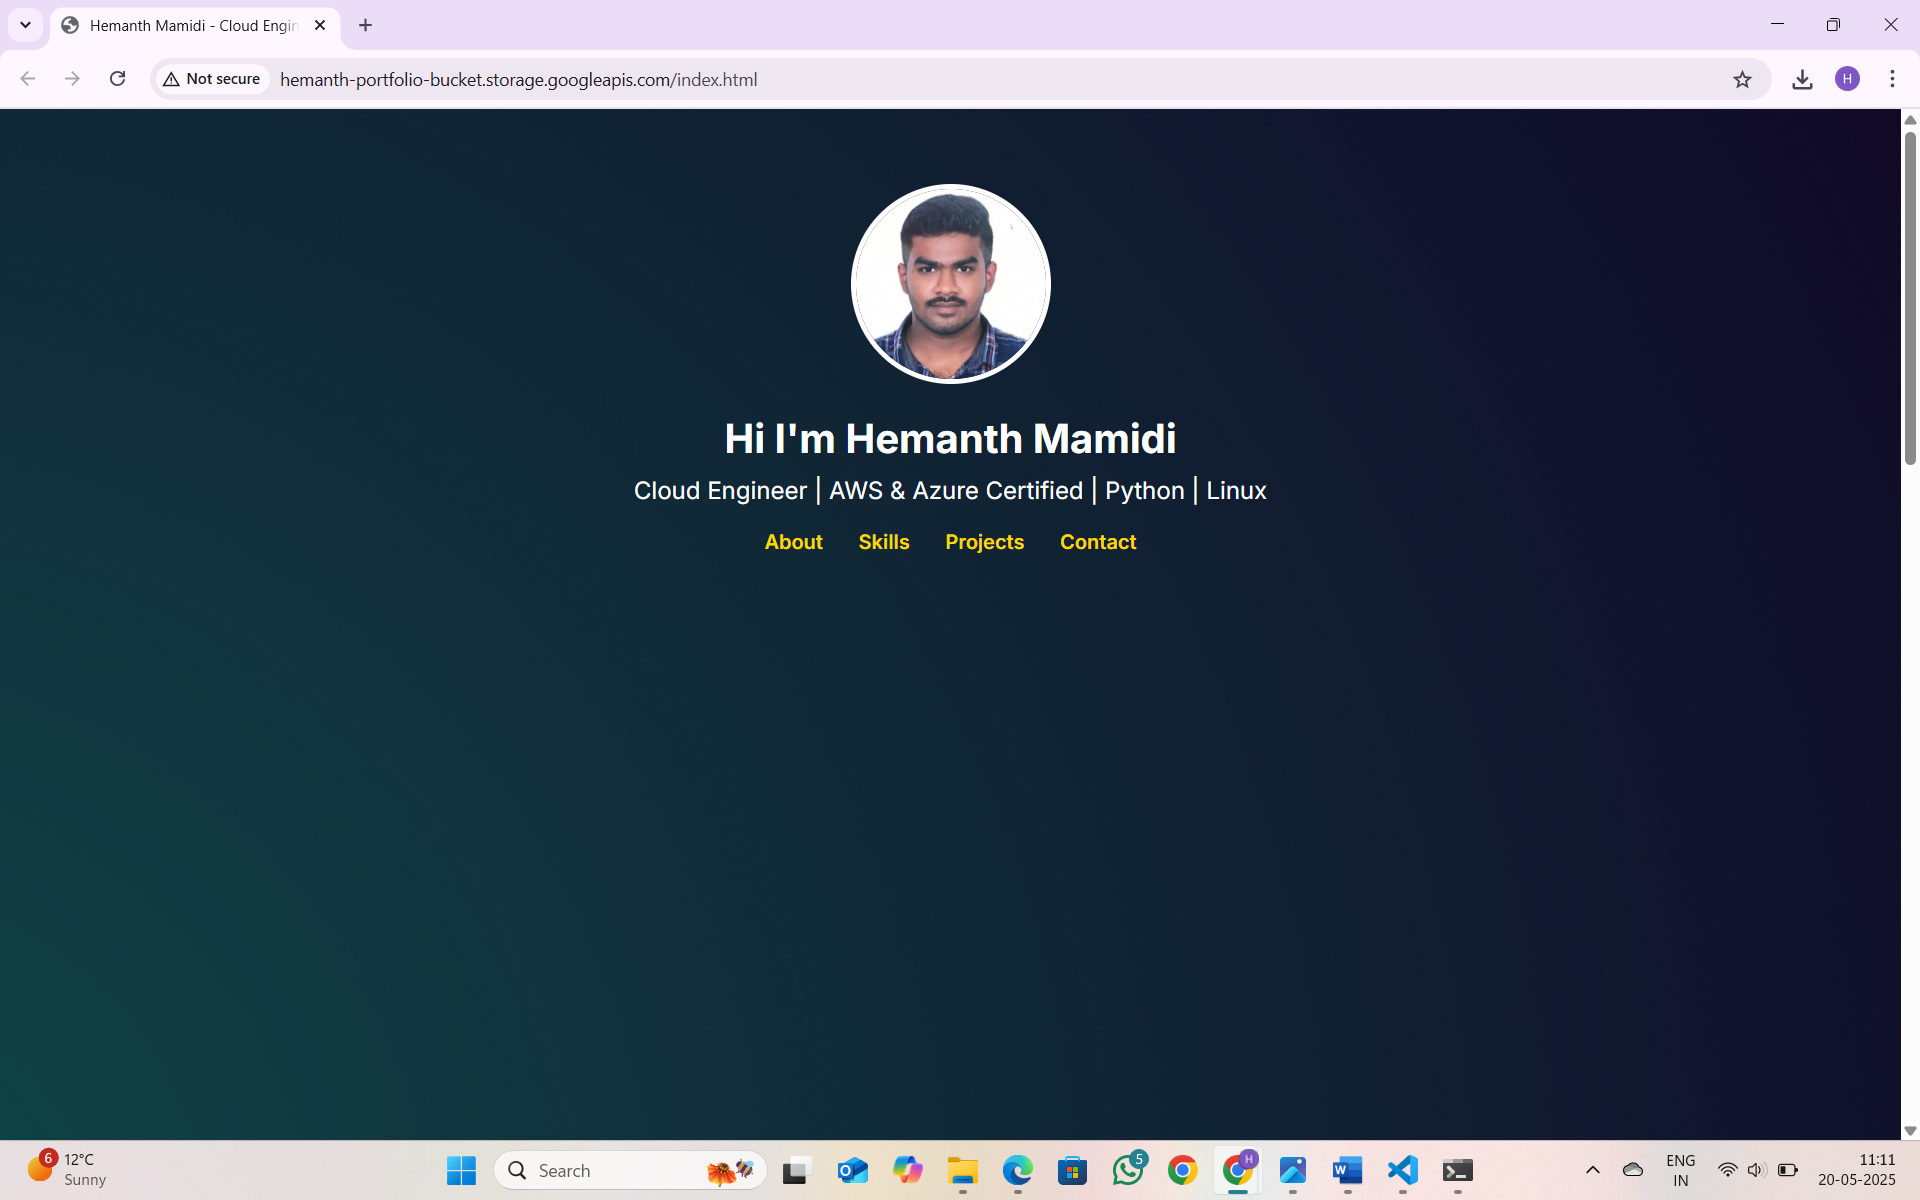 Hemanth Mamidi - Cloud Engin
Not secure
hemanth-portfolio-bucket.storage.googleapis.com/index.html
H
Hi I'm Hemanth Mamidi
Cloud Engineer | AWS & Azure Certified | Python | Linux
About Skills Projects Contact
6
12°C
Sunny
Search
5
H
ENG
IN
11:11
20-05-2025